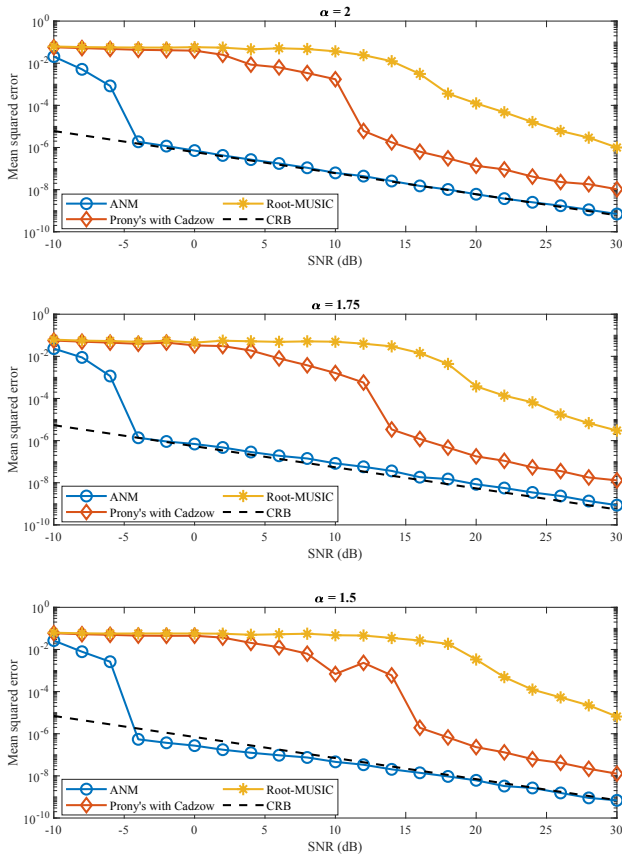 α = 2
10^0
10^-2
10^-4
10^-6
10^-8
10^-10
Mean squared error
ANM
Prony's with Cadzow
Root-MUSIC
CRB
-10 -5 0 5 10 15 20 25 30
SNR (dB)
α = 1.75
10^0
10^-2
10^-4
10^-6
10^-8
10^-10
Mean squared error
ANM
Prony's with Cadzow
Root-MUSIC
CRB
-10 -5 0 5 10 15 20 25 30
SNR (dB)
α = 1.5
10^0
10^-2
10^-4
10^-6
10^-8
10^-10
Mean squared error
ANM
Prony's with Cadzow
Root-MUSIC
CRB
-10 -5 0 5 10 15 20 25 30
SNR (dB)